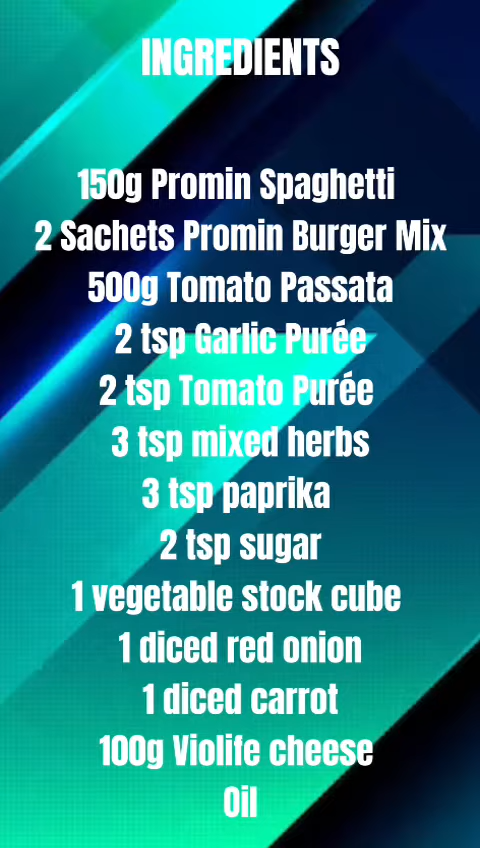 INGREDIENTS
150g Promin Spaghetti
2 Sachets Promin Burger Mix
500g Tomato Passata
2 tsp Garlic Purée
2 tsp Tomato Purée
3 tsp mixed herbs
3 tsp paprika
2 tsp sugar
1 vegetable stock cube
1 diced red onion
1 diced carrot
100g Violife cheese
Oil